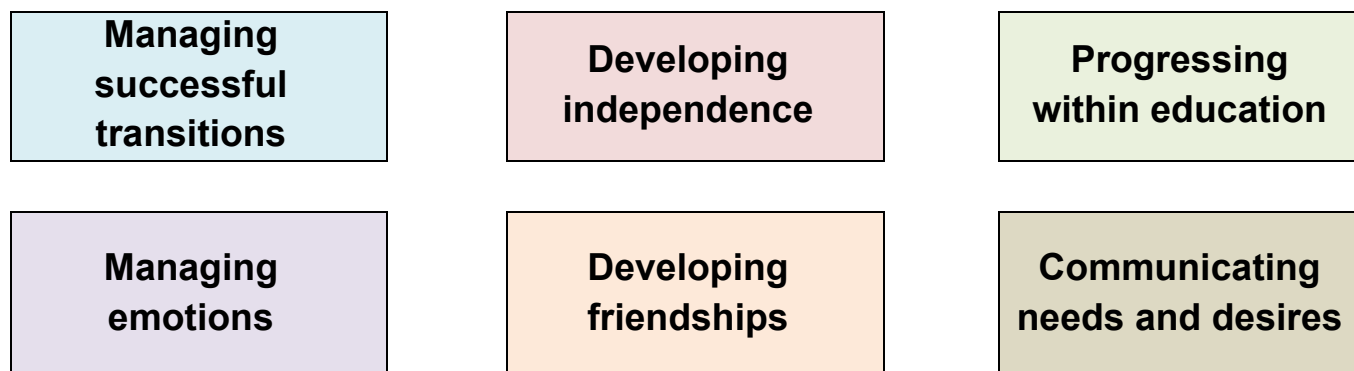 Managing
successful
transitions
Developing
independence
Progressing
within education
Managing
emotions
Developing
friendships
Communicating
needs and desires